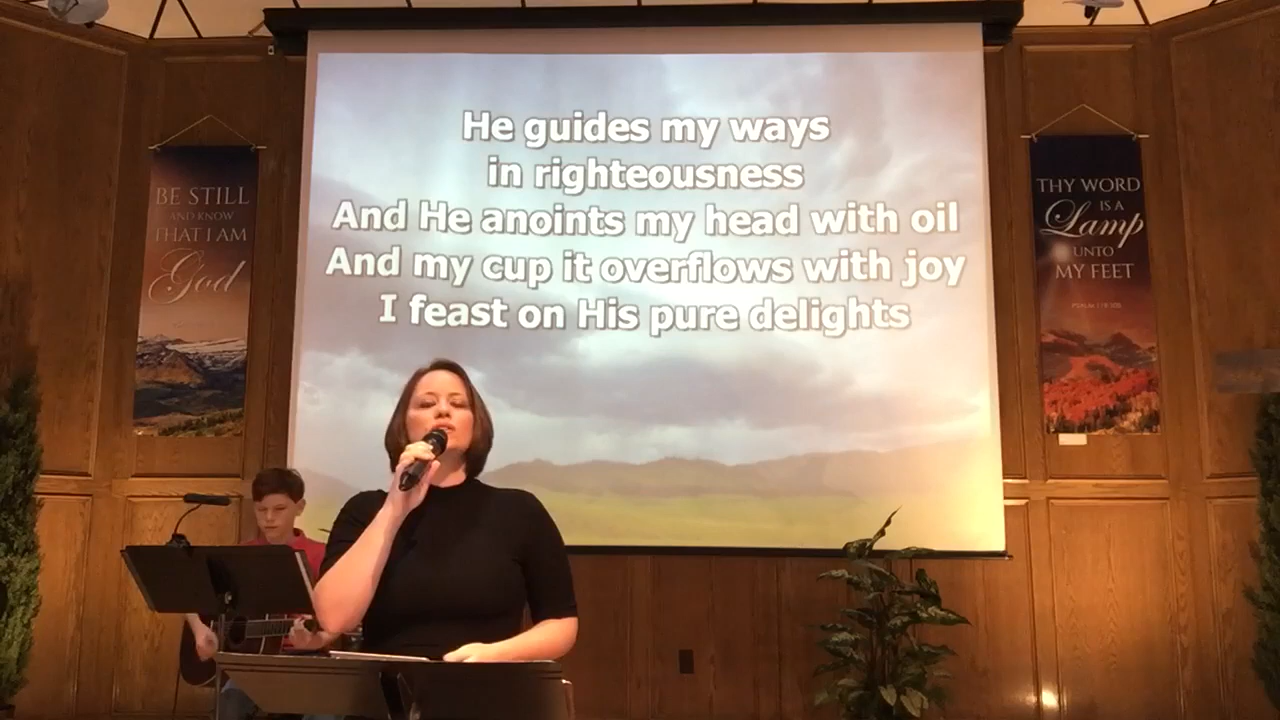 He guides my ways
in righteousness
And He anoints my head with oil
And my cup it overflows with joy
I feast on His pure delights
BE STILL
AND KNOW
THAT I AM
God
THY WORD
IS A
Lamp
UNTO
MY FEET